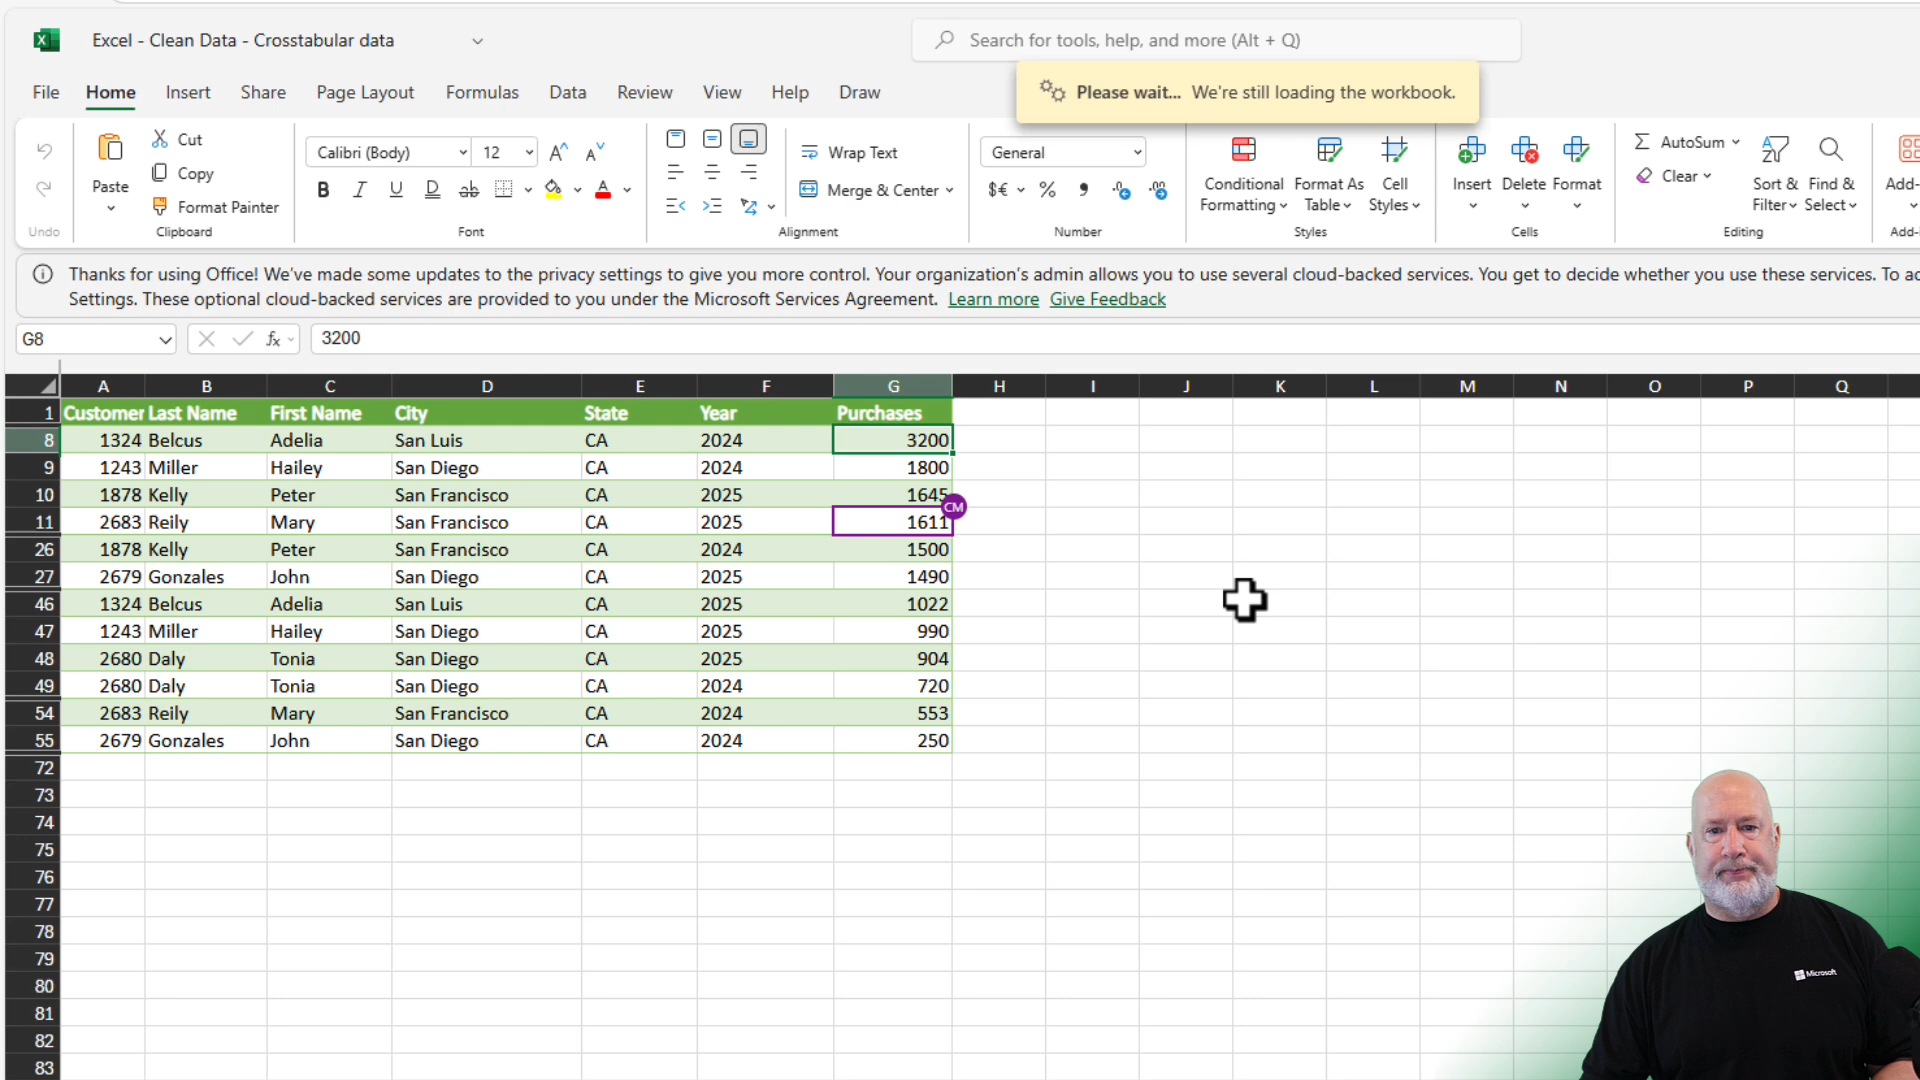 Excel - Clean Data - Crosstabular data
Search for tools, help, and more (Alt + Q)
File Home Insert Share Page Layout Formulas Data Review View Help Draw
Please wait... We're still loading the workbook.
Paste
Cut
Copy
Format Painter
Calibri (Body) 12
Wrap Text
Merge & Center
General
Conditional Formatting
Format As Table
Cell Styles
Insert Delete Format
AutoSum
Clear
Sort & Filter
Find & Select
Add-
Undo Clipboard Font Alignment Number Styles Cells Editing Add-
Thanks for using Office! We've made some updates to the privacy settings to give you more control. Your organization's admin allows you to use several cloud-backed services. You get to decide whether you use these services. To ac
Settings. These optional cloud-backed services are provided to you under the Microsoft Services Agreement. Learn more Give Feedback
G8 fx 3200
A B C D E F G H I J K L M N O P Q
1 Customer Last Name First Name City State Year Purchases
8 1324 Belcus Adelia San Luis CA 2024 3200
9 1243 Miller Hailey San Diego CA 2024 1800
10 1878 Kelly Peter San Francisco CA 2025 1645
CM
11 2683 Reily Mary San Francisco CA 2025 1611
26 1878 Kelly Peter San Francisco CA 2024 1500
27 2679 Gonzales John San Diego CA 2025 1490
46 1324 Belcus Adelia San Luis CA 2025 1022
47 1243 Miller Hailey San Diego CA 2025 990
48 2680 Daly Tonia San Diego CA 2025 904
49 2680 Daly Tonia San Diego CA 2024 720
54 2683 Reily Mary San Francisco CA 2024 553
55 2679 Gonzales John San Diego CA 2024 250
72
73
74
75
76
77
78
79
80
81
82
83
Microsoft